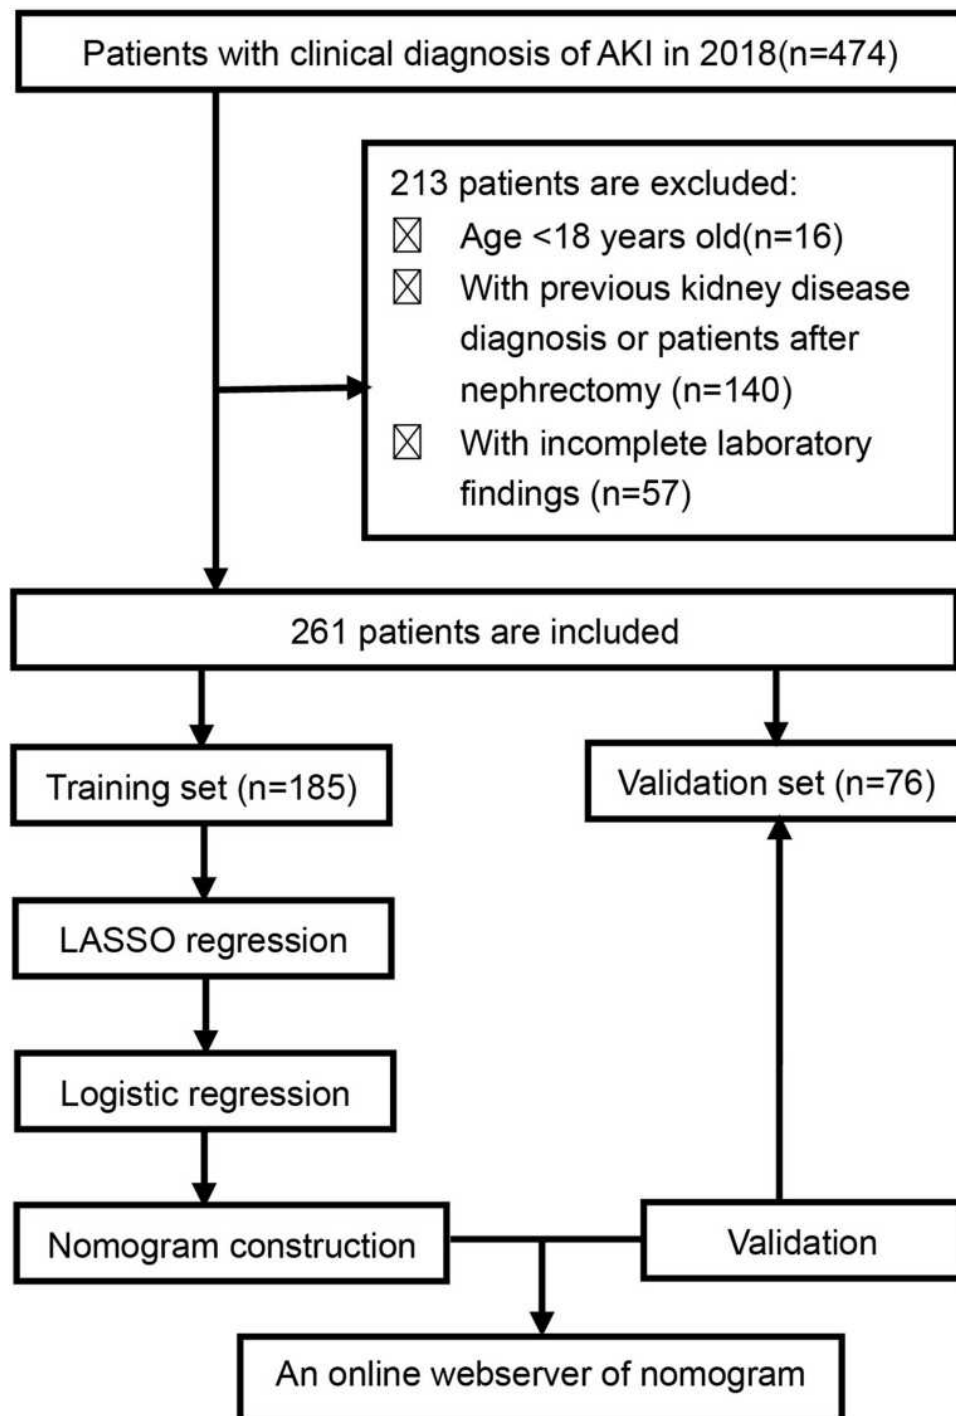 Patients with clinical diagnosis of AKI in 2018(n=474)
213 patients are excluded:
Age <18 years old(n=16)
With previous kidney disease
diagnosis or patients after
nephrectomy (n=140)
With incomplete laboratory
findings (n=57)
261 patients are included
Training set (n=185)
Validation set (n=76)
LASSO regression
Logistic regression
Nomogram construction
Validation
An online webserver of nomogram